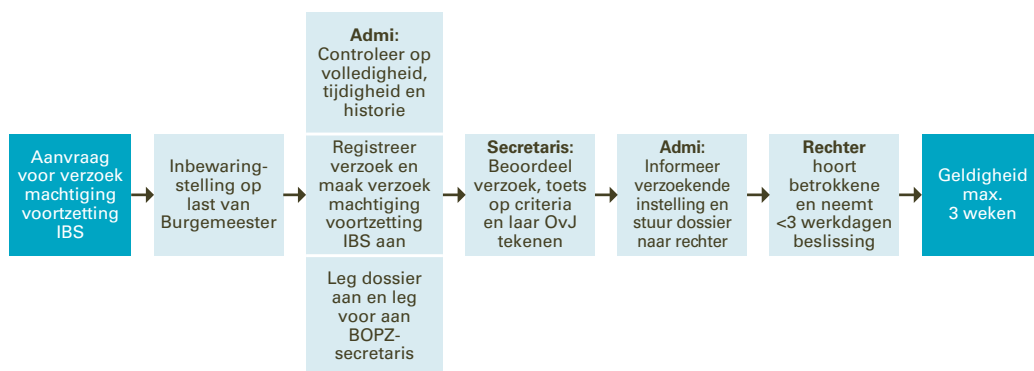 Aanvraag
voor verzoek
machtiging
voortzetting
IBS
Inbewaring-
stelling op
last van
Burgemeester
Admi:
Controleer op
volledigheid,
tijdigheid en
historie
Registreer
verzoek en
maak verzoek
machtiging
voortzetting
IBS aan
Leg dossier
aan en leg
voor aan
BOPZ-
secretaris
Secretaris:
Beoordeel
verzoek, toets
op criteria
en laar OvJ
tekenen
Admi:
Informeer
verzoekende
instelling en
stuur dossier
naar rechter
Rechter
hoort
betrokkene
en neemt
<3 werkdagen
beslissing
Geldigheid
max.
3 weken